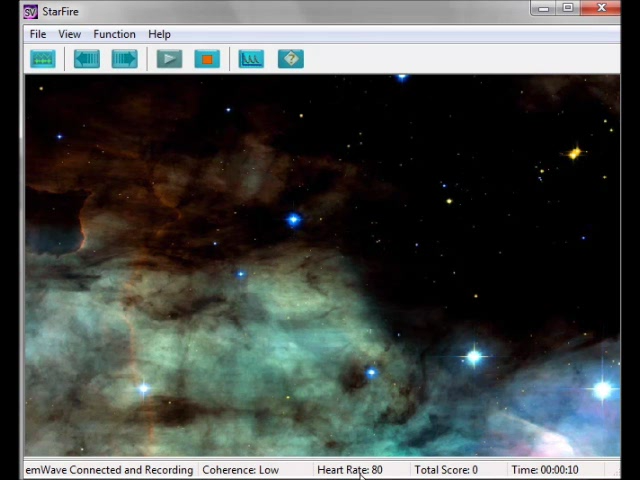 SV StarFire
File View Function Help
?
emWave Connected and Recording Coherence: Low Heart Rate: 80 Total Score: 0 Time: 00:00:10